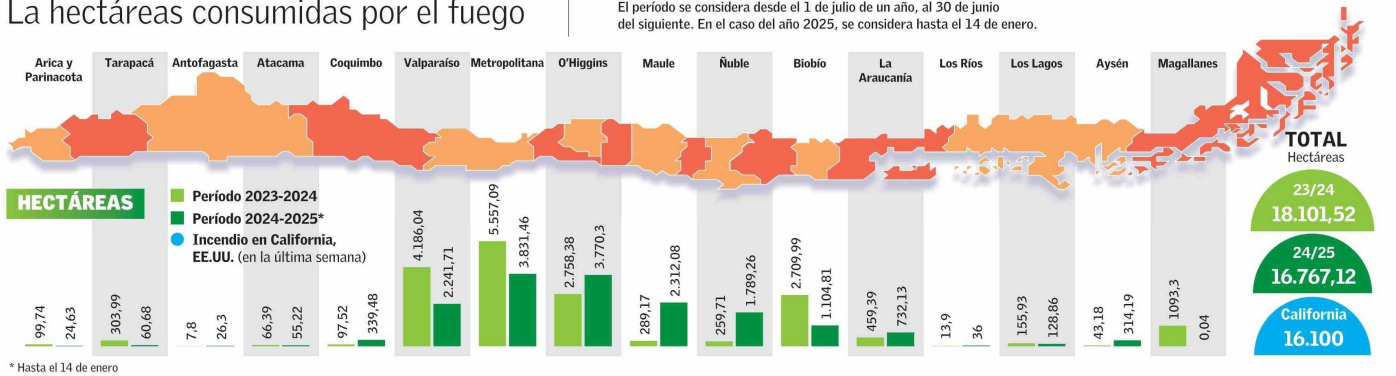 La hectáreas consumidas por el fuego
El período se considera desde el 1 de julio de un año, al 30 de junio
del siguiente. En el caso del año 2025, se considera hasta el 14 de enero.
Arica y
Parinacota
Tarapacá
Antofagasta
Atacama
Coquimbo
Valparaíso
Metropolitana
O'Higgins
Maule
Ñuble
Biobío
La
Araucanía
Los Ríos
Los Lagos
Aysén
Magallanes
HECTÁREAS
Período 2023-2024
Período 2024-2025*
Incendio en California,
EE.UU. (en la última semana)
99,74
24,63
303,99
60,68
7,8
26,3
66,39
55,22
97,52
339,48
4.186,04
2.241,71
5.557,09
3.831,46
2.758,38
3.770,3
289,17
2.312,08
259,71
1.789,26
2.709,99
1.104,81
459,39
732,13
13,9
36
155,93
128,86
43,18
314,19
1093,3
0,04
TOTAL
Hectáreas
23/24
18.101,52
24/25
16.767,12
California
16.100
* Hasta el 14 de enero